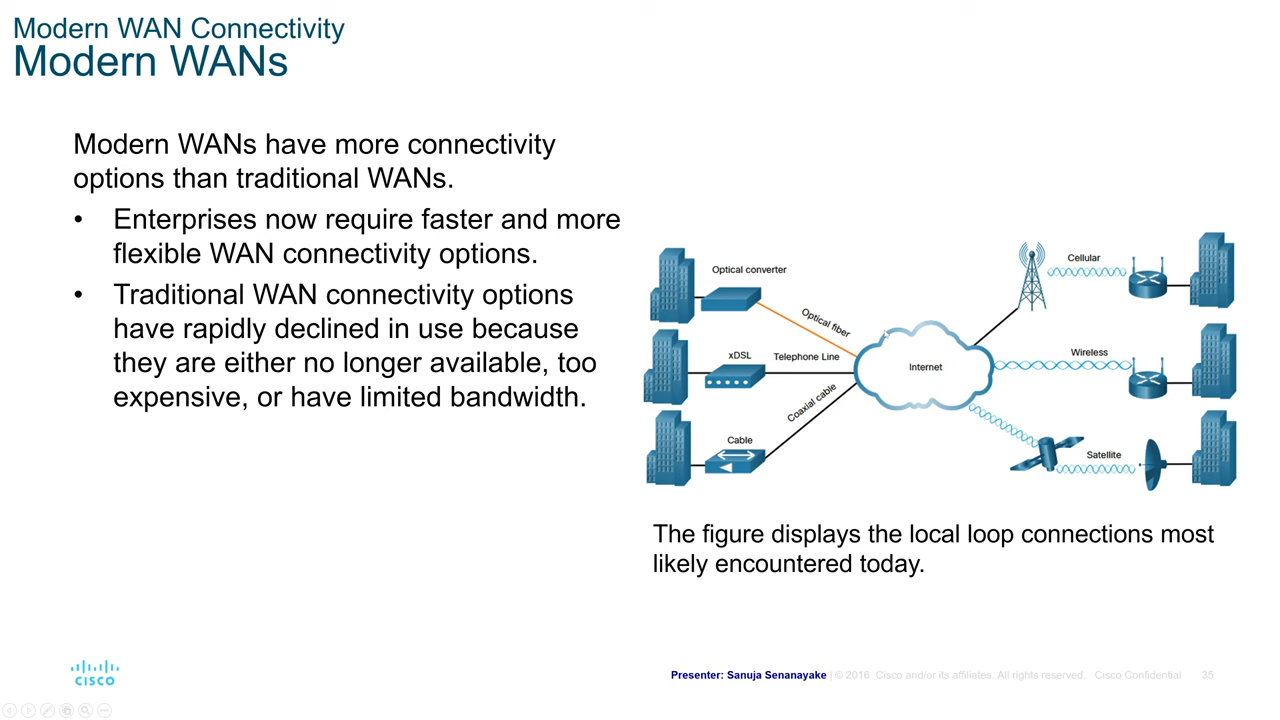 Modern WAN Connectivity
Modern WANs
Modern WANs have more connectivity
options than traditional WANs.
• Enterprises now require faster and more
flexible WAN connectivity options.
• Traditional WAN connectivity options
have rapidly declined in use because
they are either no longer available, too
expensive, or have limited bandwidth.
Optical converter
Optical fiber
xDSL
Telephone Line
Cable
Coaxial cable
Internet
Cellular
Wireless
Satellite
The figure displays the local loop connections most
likely encountered today.
CISCO
Presenter: Sanuja Senanayake | © 2016 Cisco and/or its affiliates. All rights reserved. Cisco Confidential 35